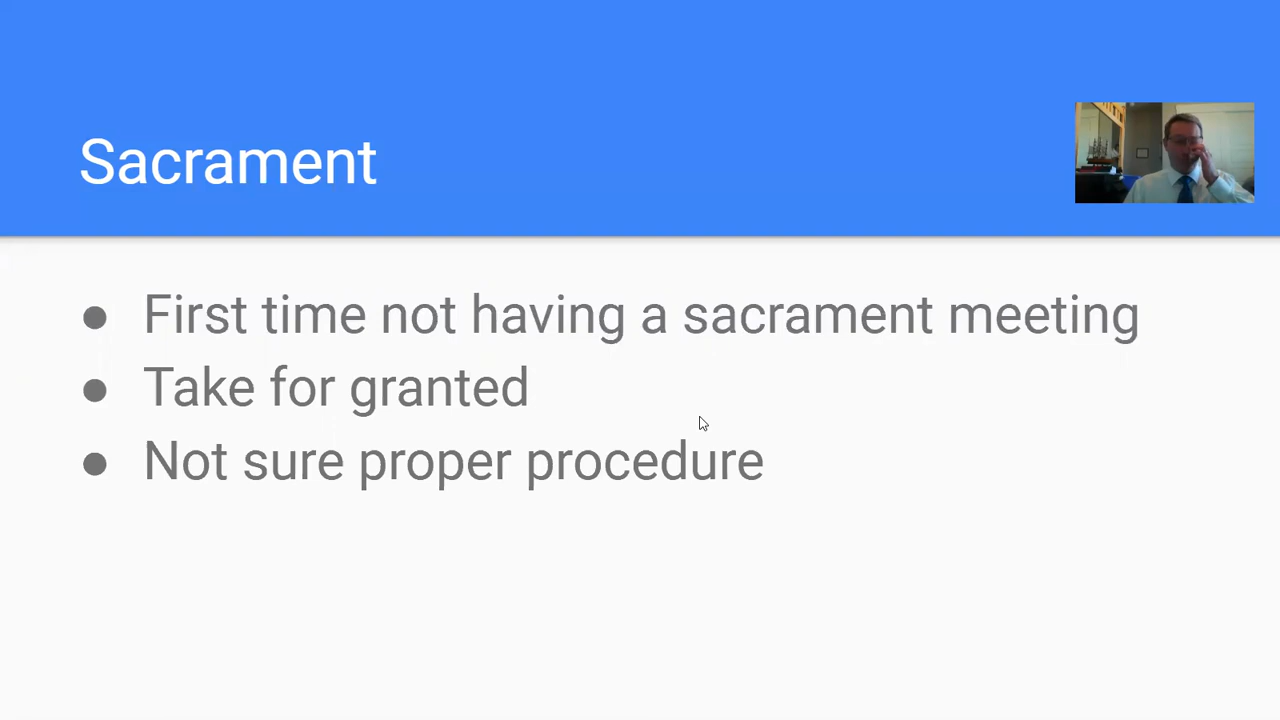 Sacrament
● First time not having a sacrament meeting
● Take for granted
● Not sure proper procedure